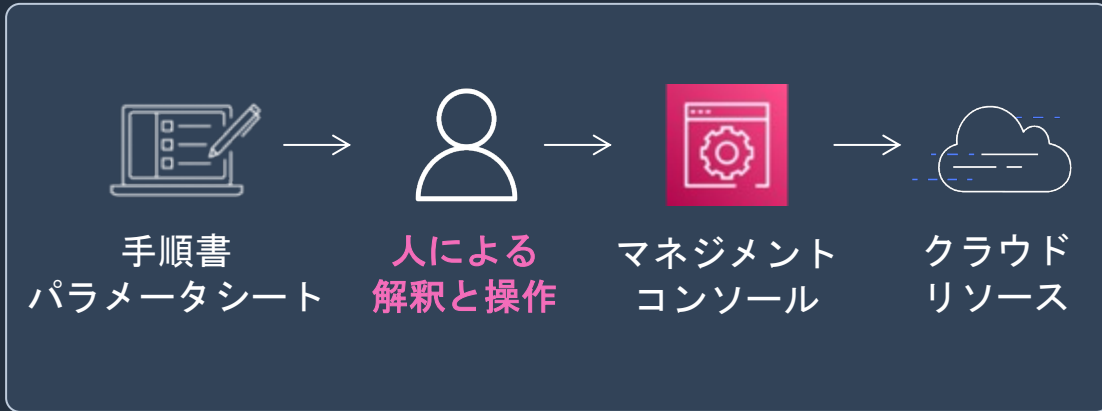 手順書
パラメータシート
人による
解釈と操作
マネジメント
コンソール
クラウド
リソース